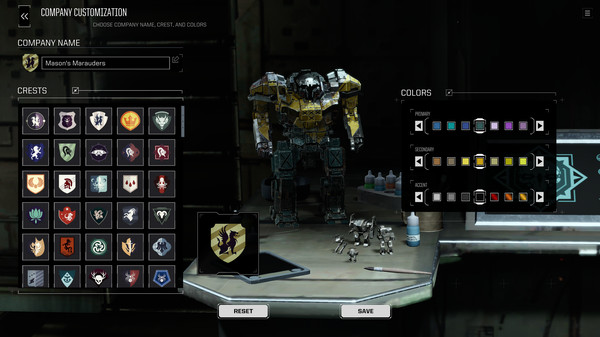 COMPANY CUSTOMIZATION
CHOOSE COMPANY NAME, CREST, AND COLORS
COMPANY NAME
Mason's Marauders
CRESTS
COLORS
PRIMARY
SECONDARY
ACCENT
RESET
SAVE